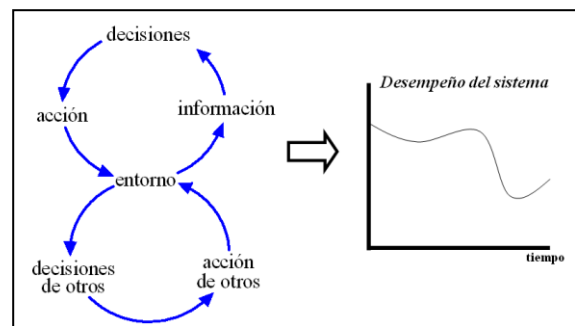 decisiones
acción
información
entorno
decisiones
de otros
acción
de otros
Desempeño del sistema
tiempo